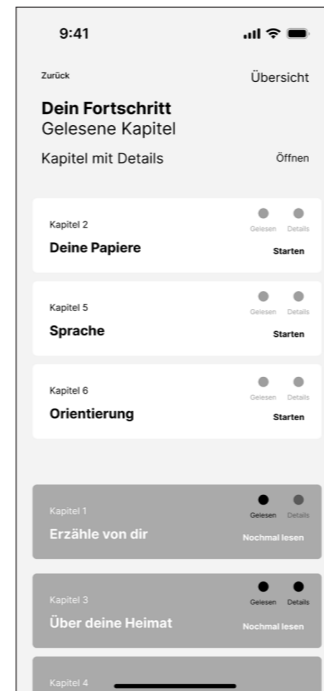 9:41
Zurück Übersicht
Dein Fortschritt
Gelesene Kapitel
Kapitel mit Details Öffnen
Kapitel 2
Gelesen Details
Deine Papiere Starten
Kapitel 5
Gelesen Details
Sprache Starten
Kapitel 6
Gelesen Details
Orientierung Starten
Kapitel 1
Gelesen Details
Erzähle von dir Nochmal lesen
Kapitel 3
Gelesen Details
Über deine Heimat Nochmal lesen
Kapitel 4